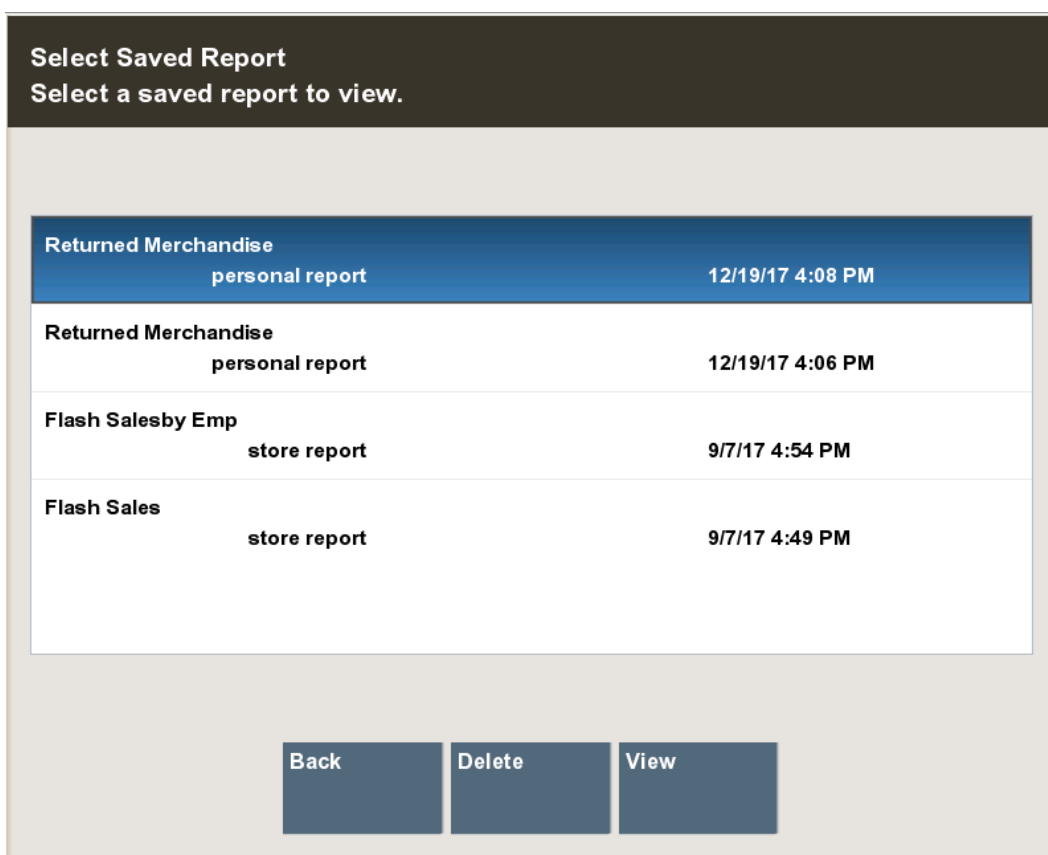 Select Saved Report
Select a saved report to view.
Returned Merchandise
personal report 12/19/17 4:08 PM
Returned Merchandise
personal report 12/19/17 4:06 PM
Flash Salesby Emp
store report 9/7/17 4:54 PM
Flash Sales
store report 9/7/17 4:49 PM
Back Delete View